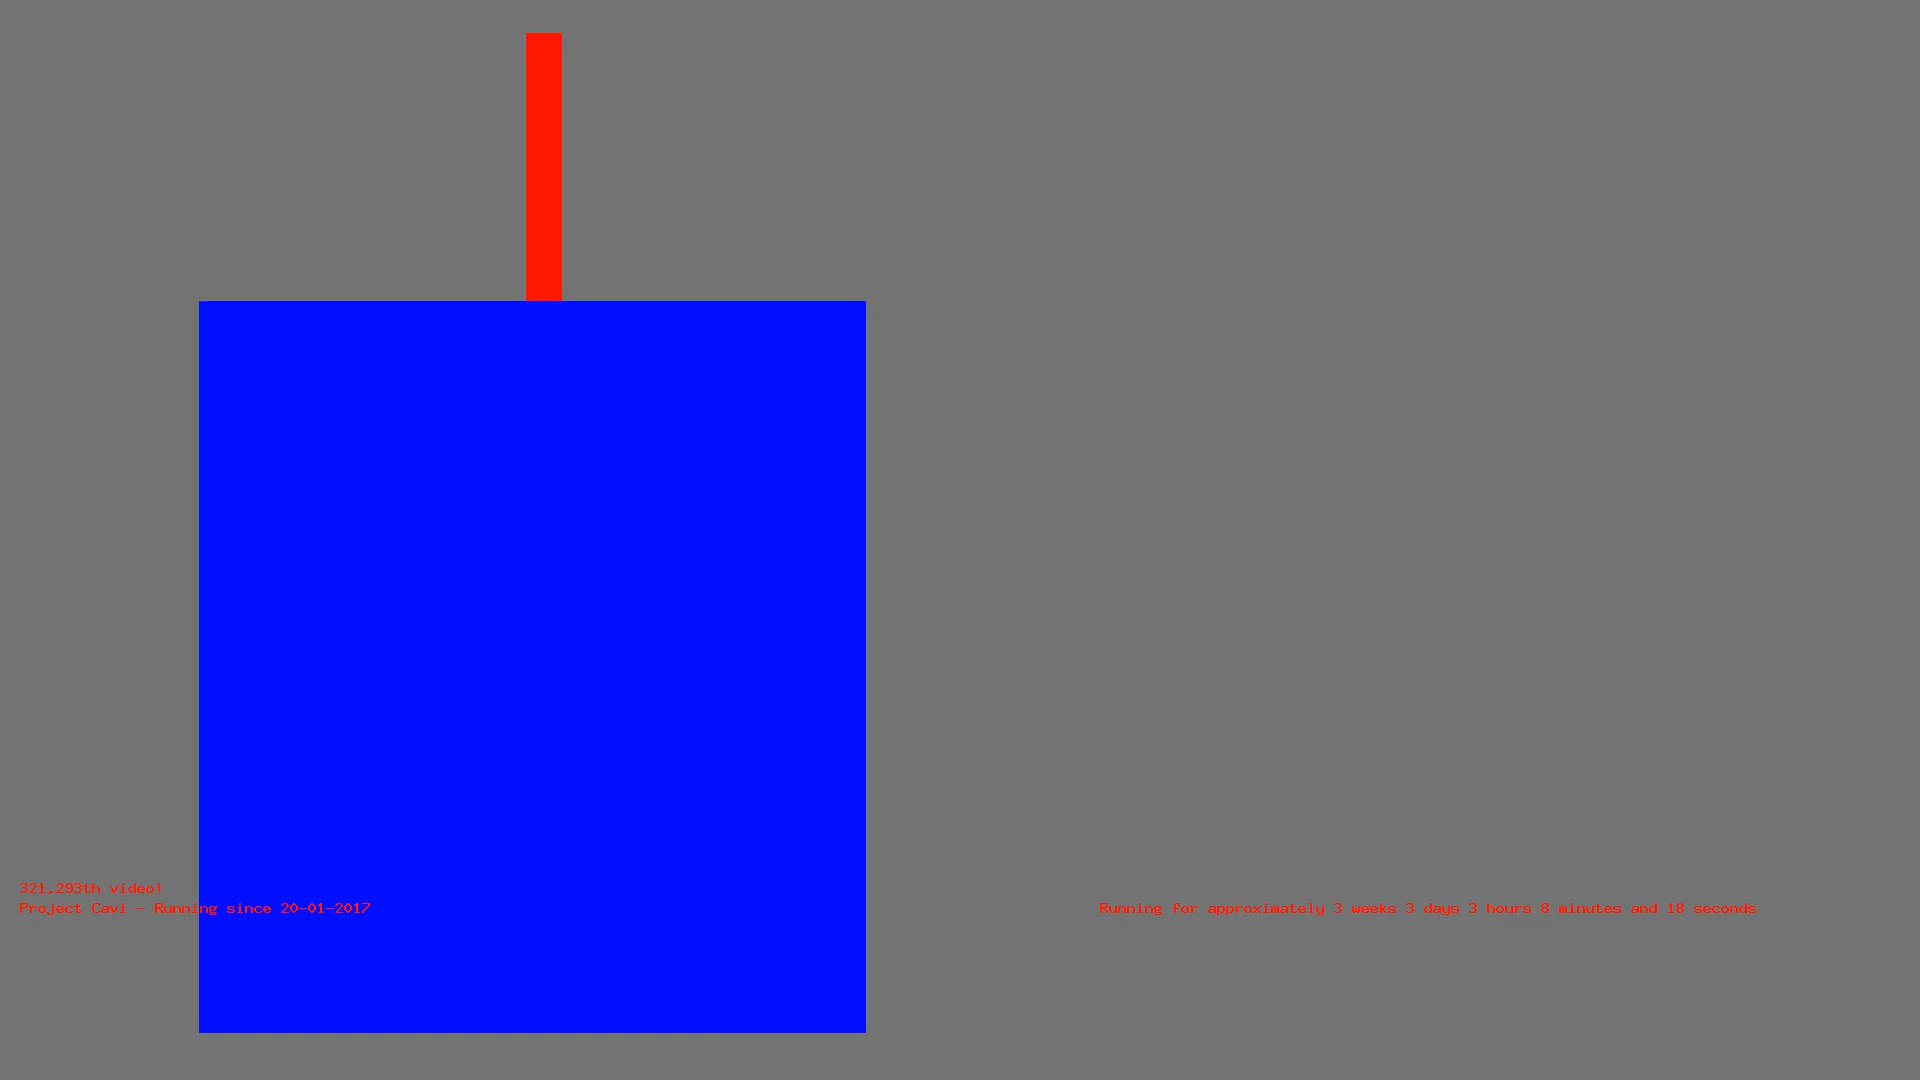 321,293th video!
Project Cavi - Running since 20-01-2017
Running for approximately 3 weeks 3 days 3 hours 8 minutes and 18 seconds